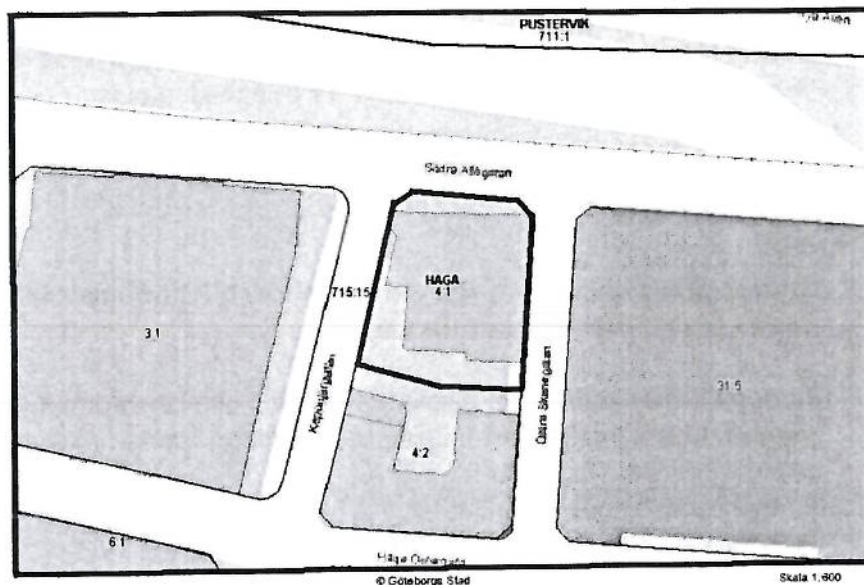 PUSTERVIK
711:1
Södra Allégatan
HAGA
4:1
715:15
3:1
Kaponjärgatan
Östra Skansgatan
31:5
4:2
6:1
Haga Östergata
© Göteborgs Stad
Skala 1:600